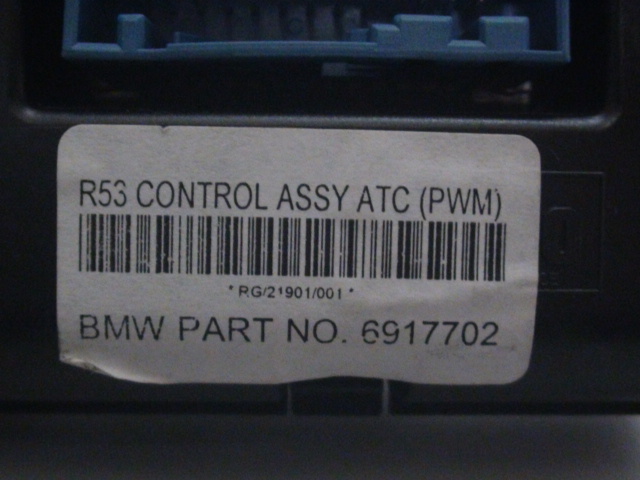 R53 CONTROL ASSY ATC (PWM)
* RG/21901/001 *
BMW PART NO. 6917702